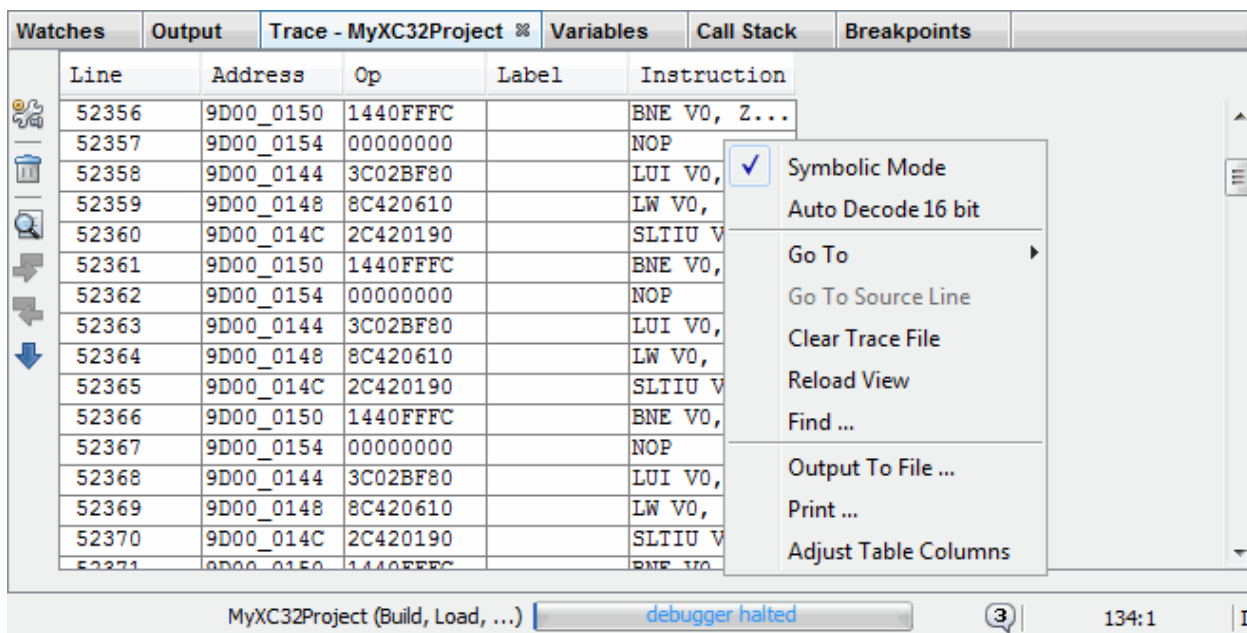 Watches Output Trace - MyXC32Project Variables Call Stack Breakpoints
Line Address Op Label Instruction
52356 9D00_0150 1440FFFC BNE V0, Z...
52357 9D00_0154 00000000 NOP
52358 9D00_0144 3C02BF80 LUI V0,
52359 9D00_0148 8C420610 LW V0,
52360 9D00_014C 2C420190 SLTIU V
52361 9D00_0150 1440FFFC BNE V0,
52362 9D00_0154 00000000 NOP
52363 9D00_0144 3C02BF80 LUI V0,
52364 9D00_0148 8C420610 LW V0,
52365 9D00_014C 2C420190 SLTIU V
52366 9D00_0150 1440FFFC BNE V0,
52367 9D00_0154 00000000 NOP
52368 9D00_0144 3C02BF80 LUI V0,
52369 9D00_0148 8C420610 LW V0,
52370 9D00_014C 2C420190 SLTIU V
52371 9D00_0150 1440FFFC BNE V0
Symbolic Mode
Auto Decode 16 bit
Go To
Go To Source Line
Clear Trace File
Reload View
Find ...
Output To File ...
Print ...
Adjust Table Columns
MyXC32Project (Build, Load, ...) debugger halted 3 134:1